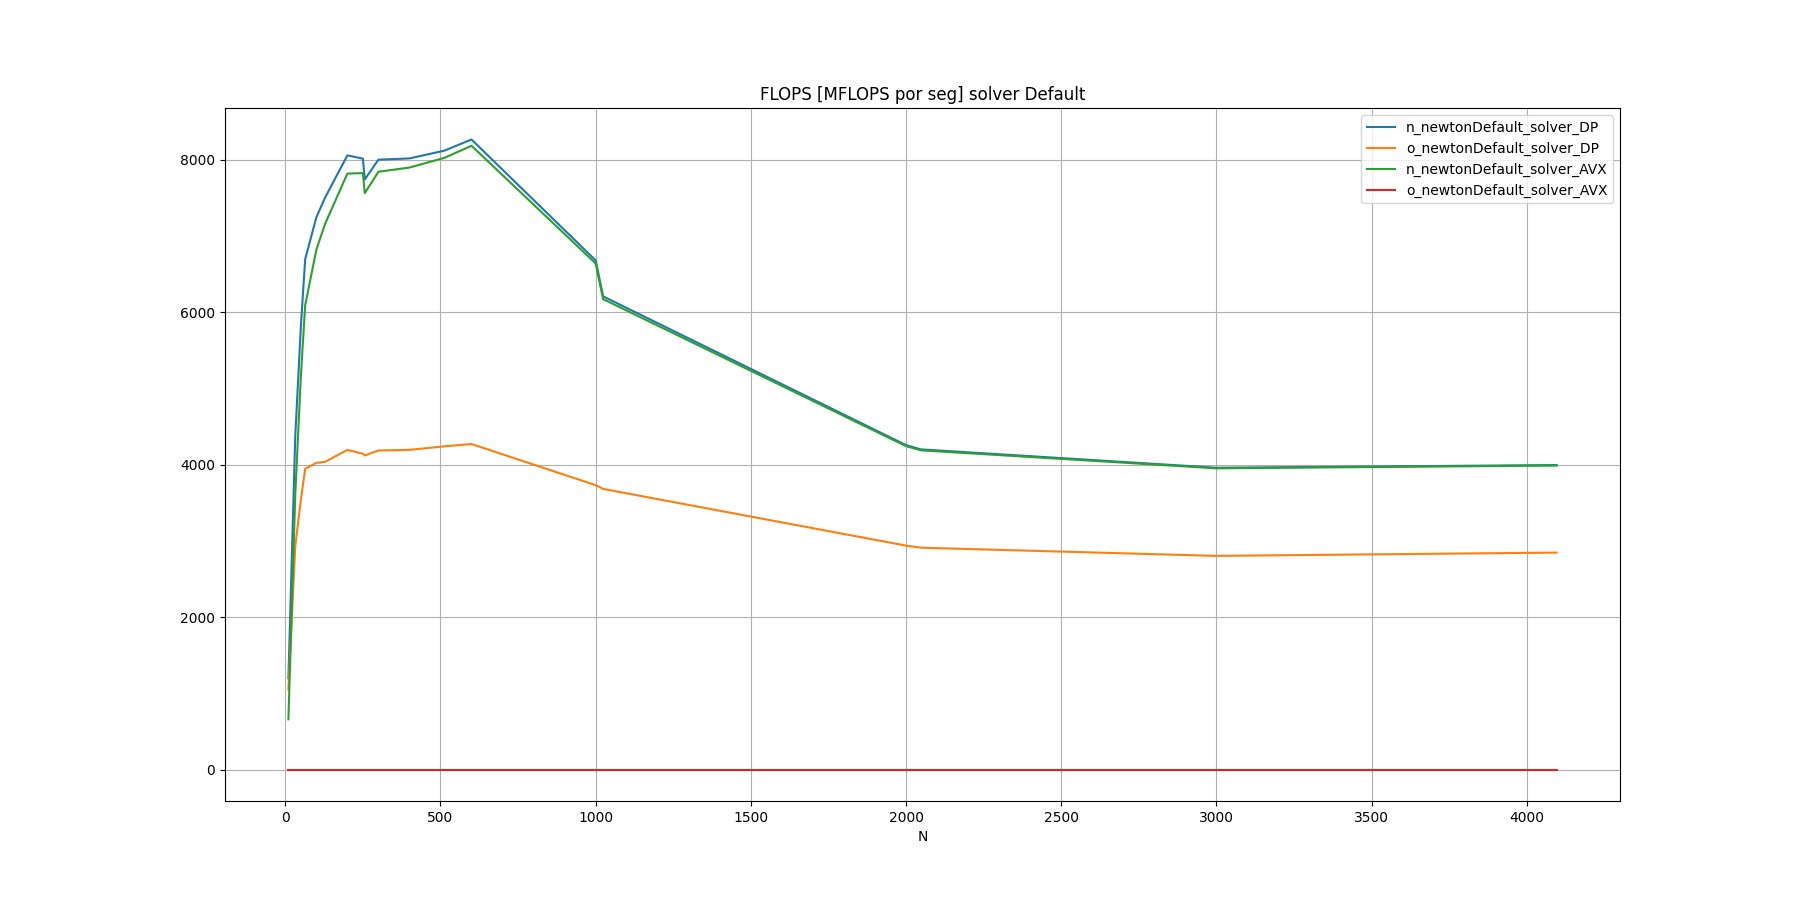 FLOPS [MFLOPS por seg] solver Default
n_newtonDefault_solver_DP
o_newtonDefault_solver_DP
n_newtonDefault_solver_AVX
o_newtonDefault_solver_AVX
8000
6000
4000
2000
0
0 500 1000 1500 2000 2500 3000 3500 4000
N